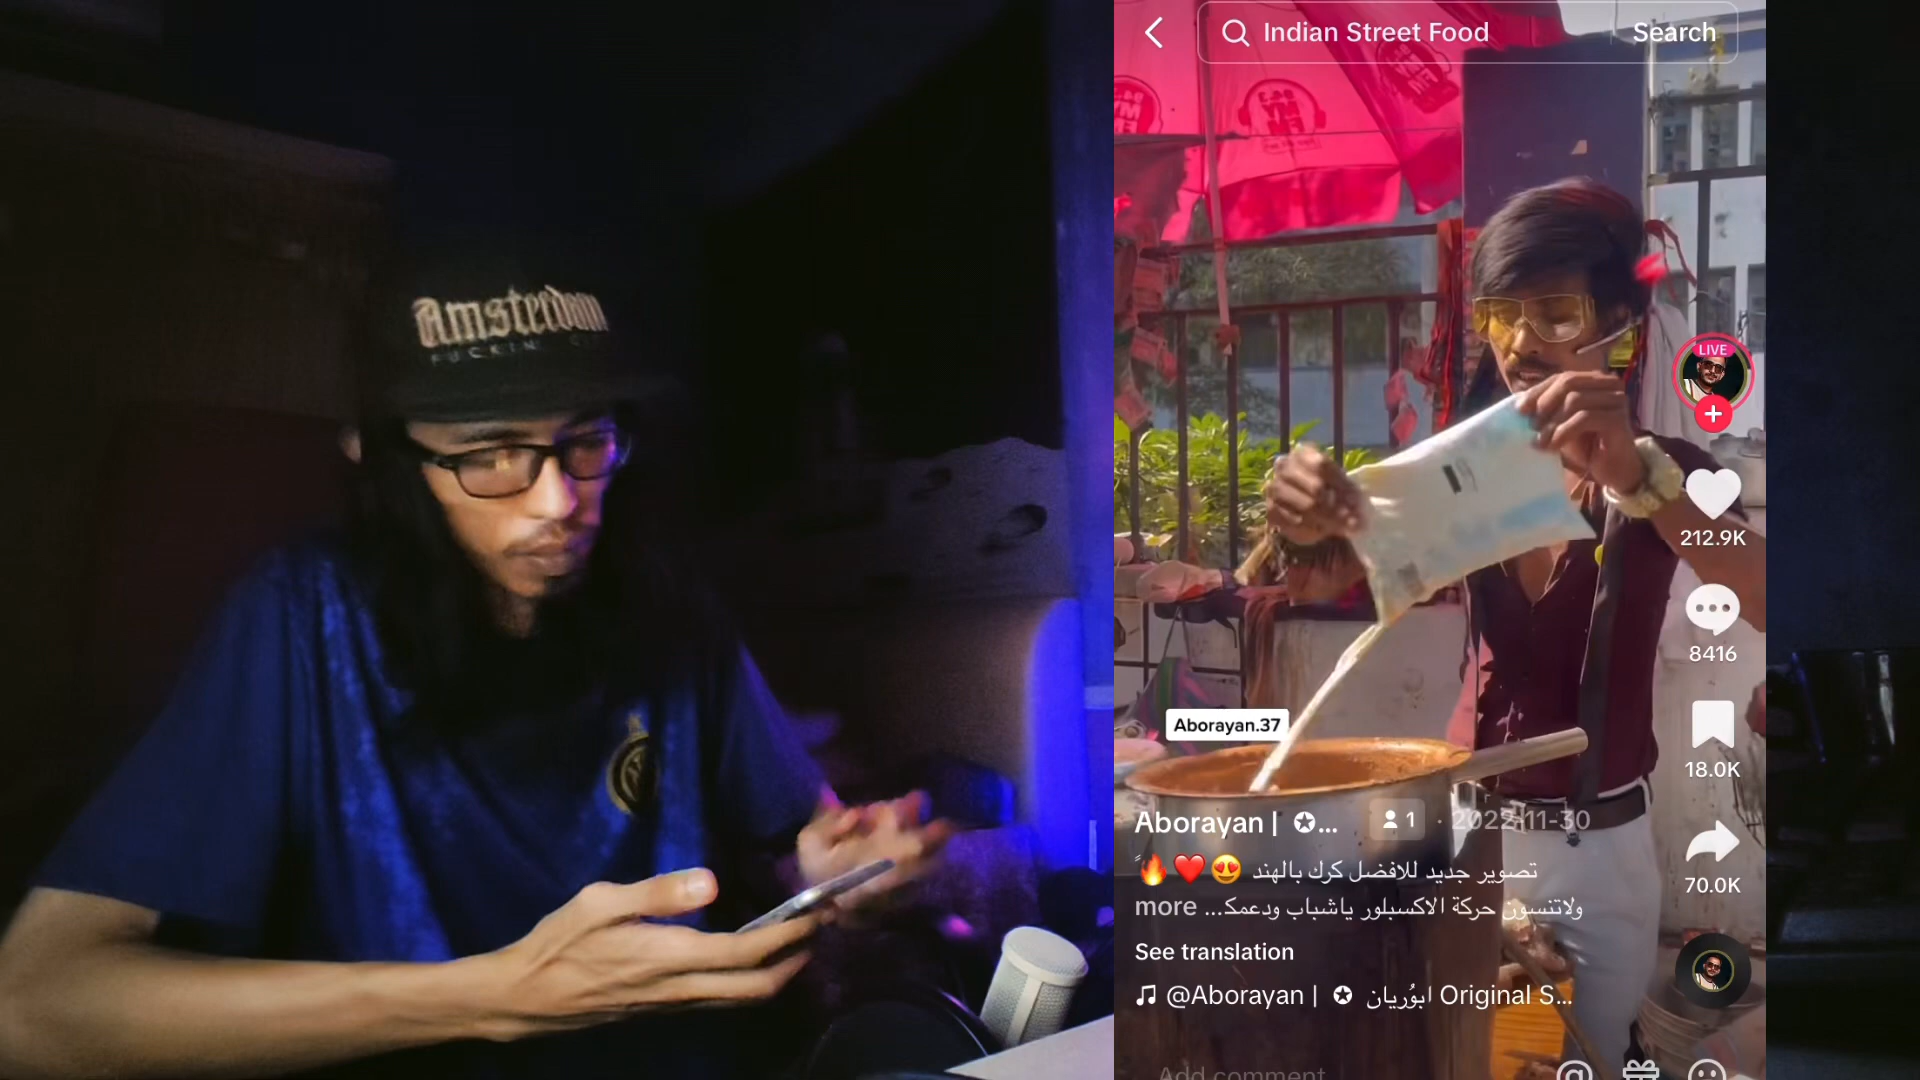 Indian Street Food
Search
Amsterdam
LIVE
212.9K
8416
Aborayan.37
18.0K
Aborayan | ✪... 1 · 2022-11-30
تصوير جديد للافضل كرك بالهند 😍❤️🔥
ولاتنسون حركة الاكسبلور ياشباب ودعمكـ... more
70.0K
See translation
@Aborayan | ✪ ابوُريان Original S...
Add comment